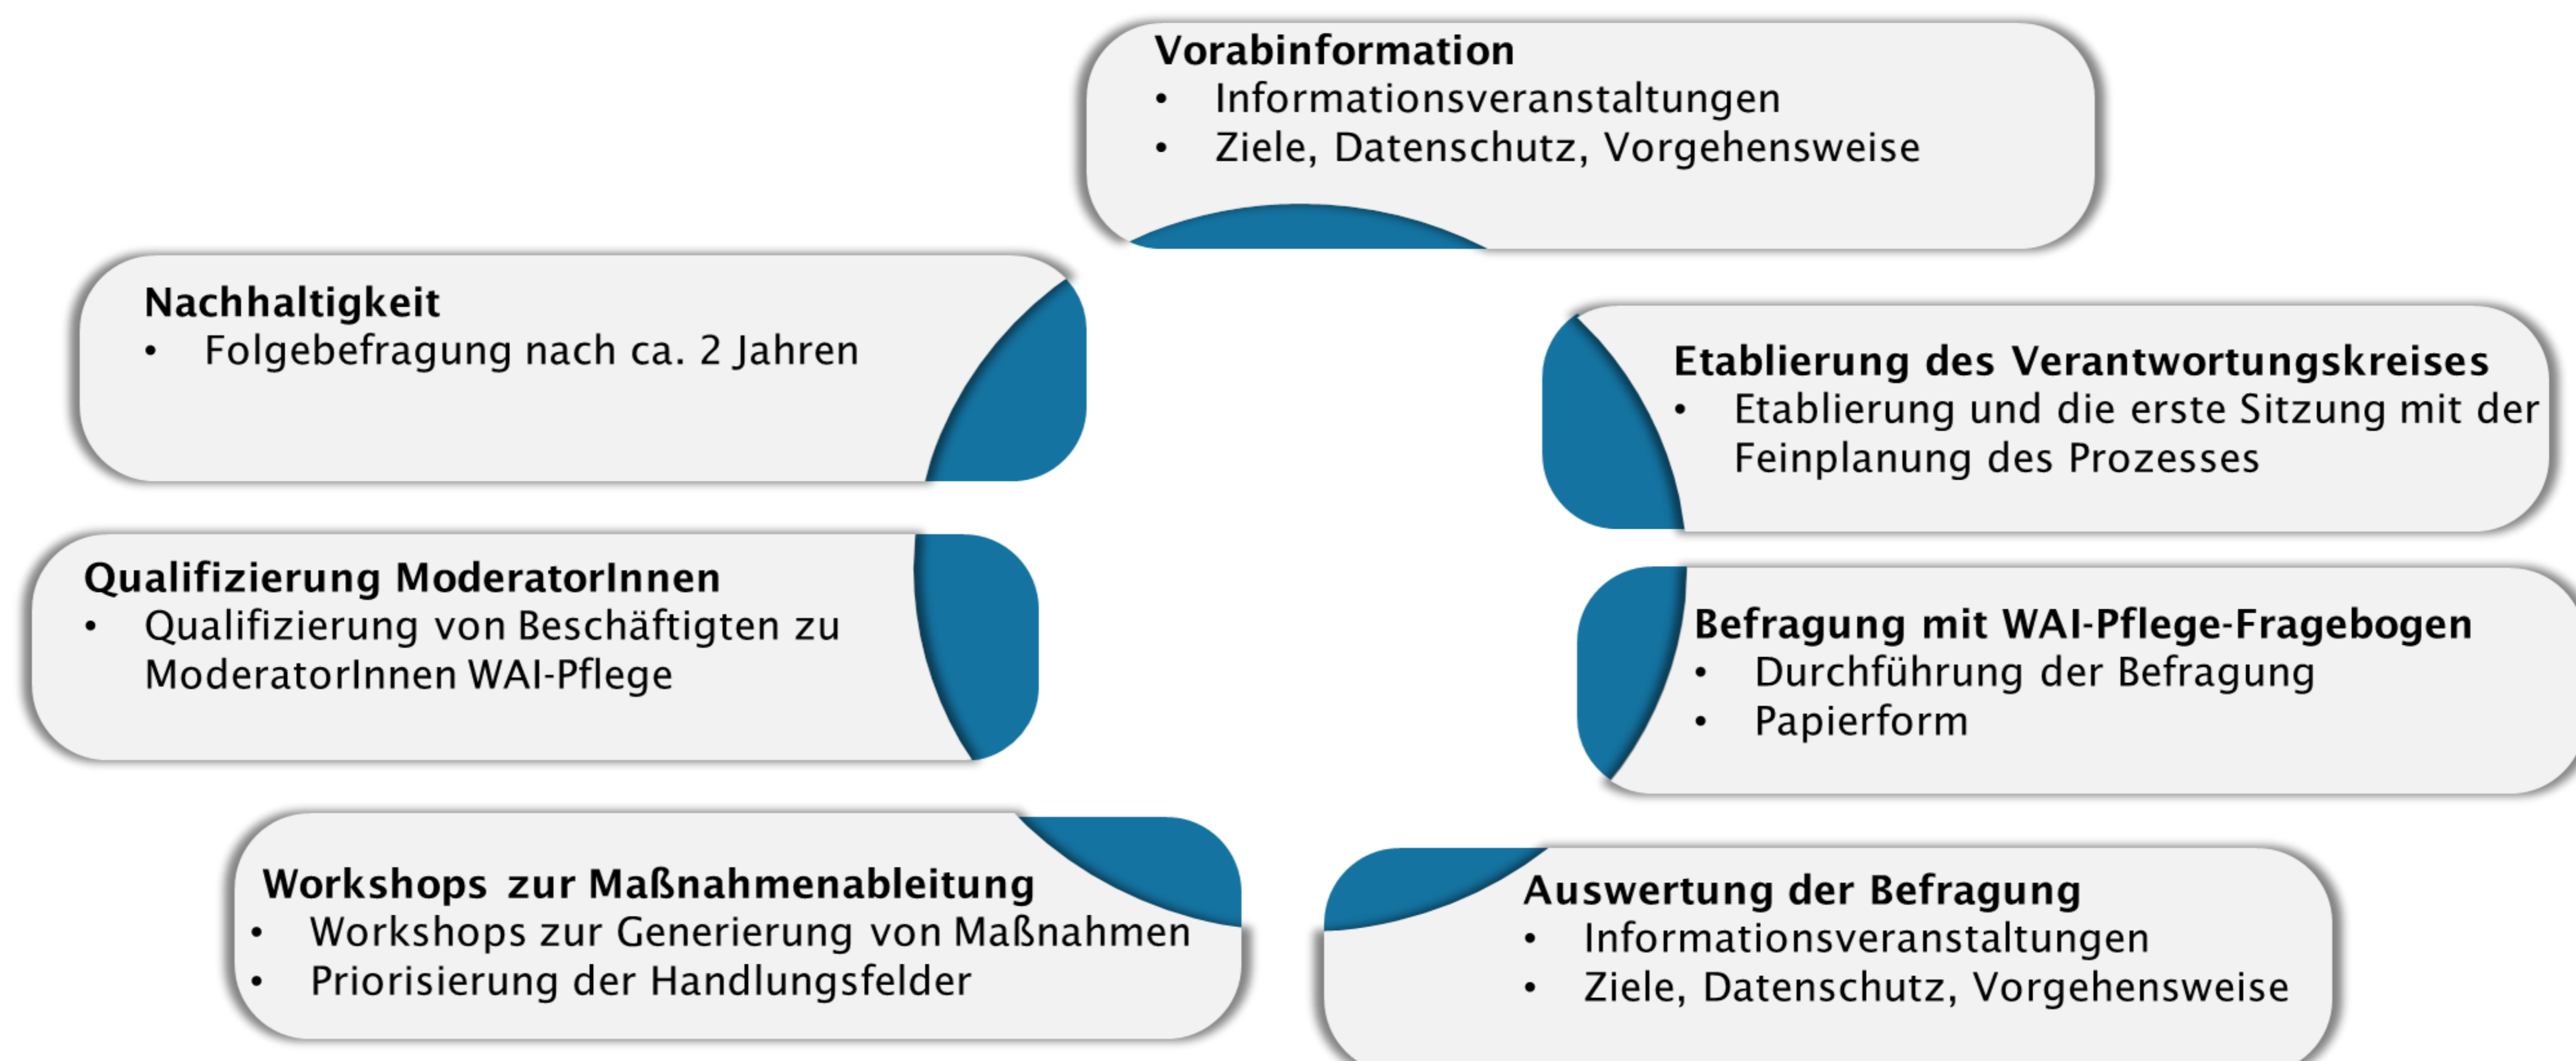 Vorabinformation
• Informationsveranstaltungen
• Ziele, Datenschutz, Vorgehensweise
Etablierung des Verantwortungskreises
• Etablierung und die erste Sitzung mit der
Feinplanung des Prozesses
Befragung mit WAI-Pflege-Fragebogen
• Durchführung der Befragung
• Papierform
Auswertung der Befragung
• Informationsveranstaltungen
• Ziele, Datenschutz, Vorgehensweise
Workshops zur Maßnahmenableitung
• Workshops zur Generierung von Maßnahmen
• Priorisierung der Handlungsfelder
Qualifizierung ModeratorInnen
• Qualifizierung von Beschäftigten zu
ModeratorInnen WAI-Pflege
Nachhaltigkeit
• Folgebefragung nach ca. 2 Jahren